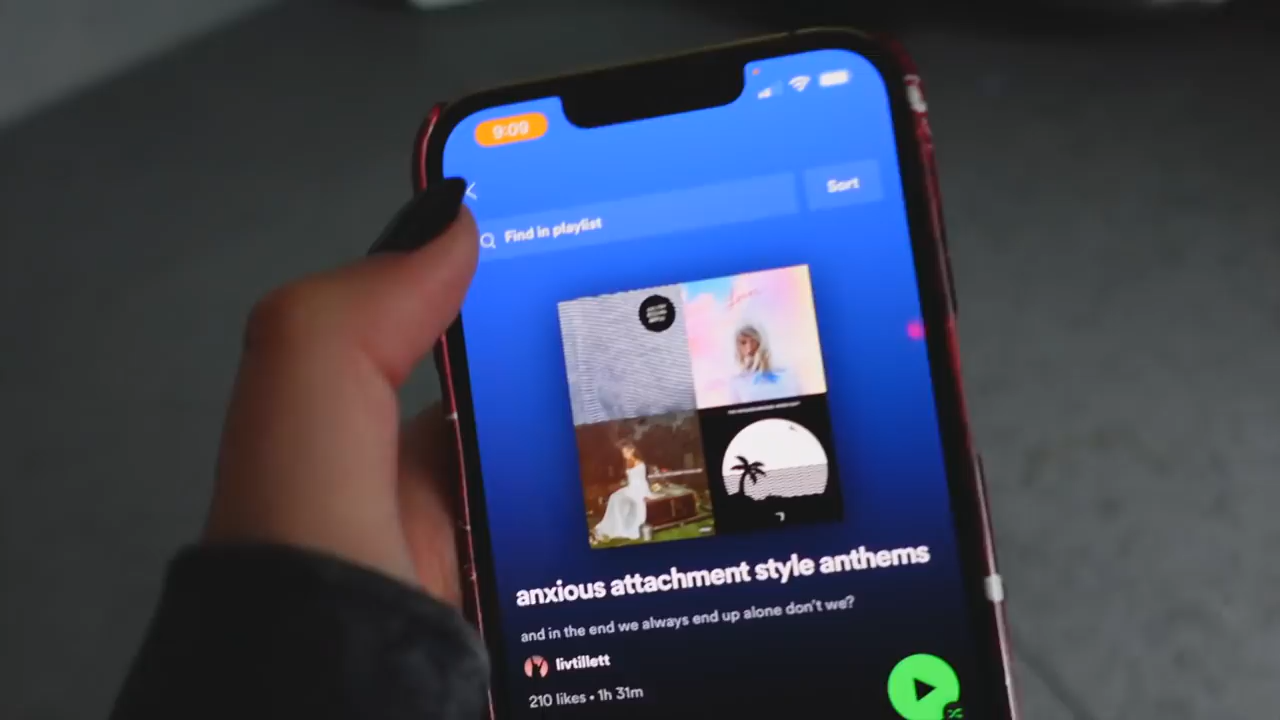 9:09
Find in playlist
Sort
Lover
anxious attachment style anthems
and in the end we always end up alone don't we?
livtillett
210 likes • 1h 31m